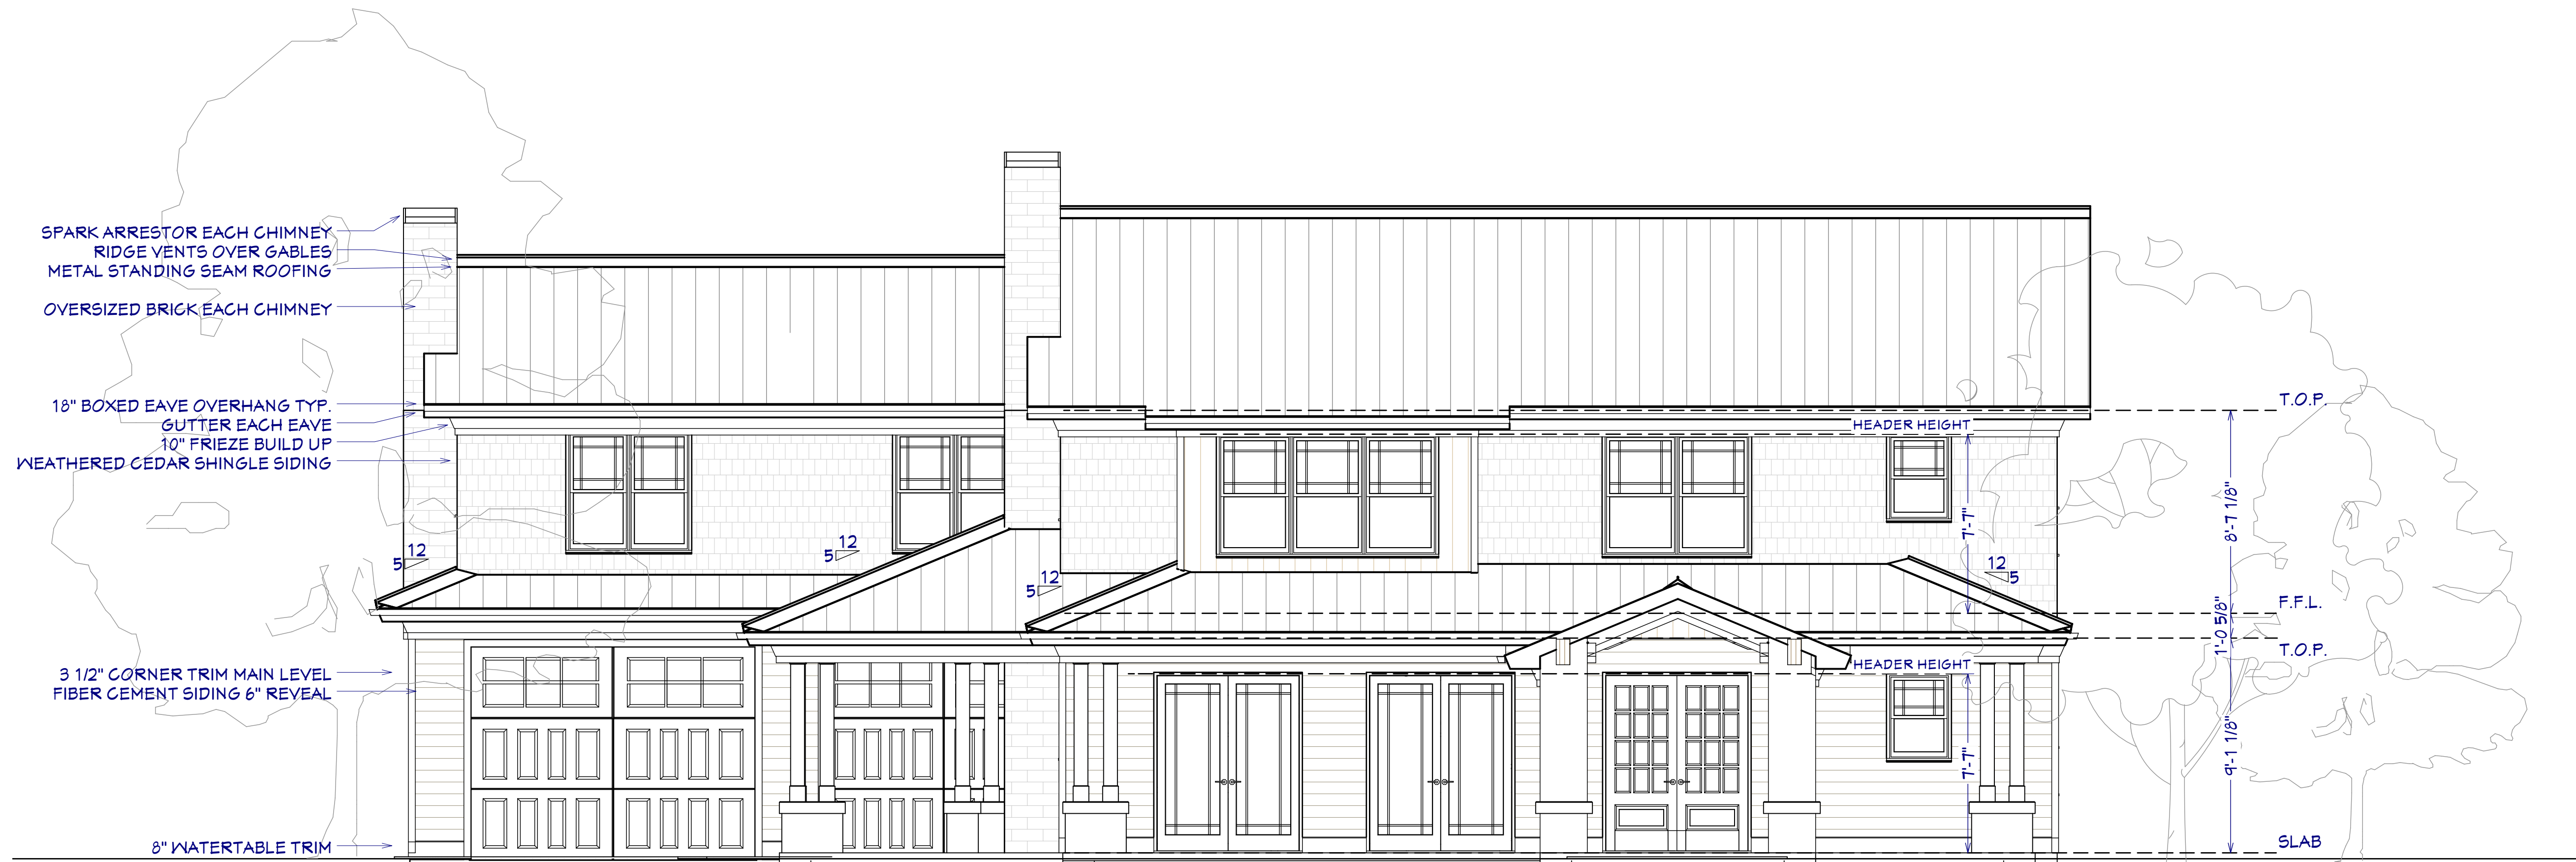 SPARK ARRESTOR EACH CHIMNEY
RIDGE VENTS OVER GABLES
METAL STANDING SEAM ROOFING
OVERSIZED BRICK EACH CHIMNEY
18" BOXED EAVE OVERHANG TYP.
GUTTER EACH EAVE
10" FRIEZE BUILD UP
WEATHERED CEDAR SHINGLE SIDING
12
5
12
5
12
5
12
5
3 1/2" CORNER TRIM MAIN LEVEL
FIBER CEMENT SIDING 6" REVEAL
8" WATERTABLE TRIM
HEADER HEIGHT
7'-7"
HEADER HEIGHT
7'-7"
T.O.P.
8'-7 1/8"
F.F.L.
1'-0 5/8"
T.O.P.
9'-1 1/8"
SLAB